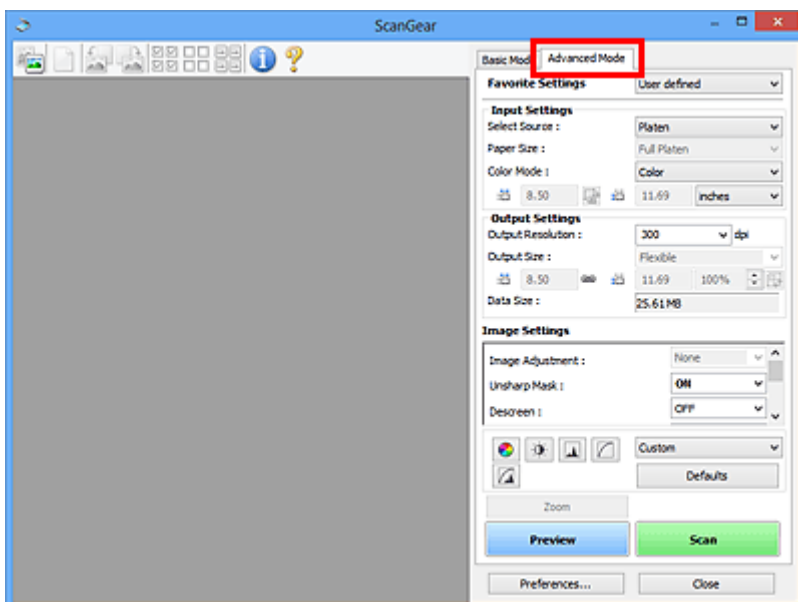 ScanGear
Basic Mod Advanced Mode
Favorite Settings User defined
Input Settings
Select Source : Platen
Paper Size : Full Platen
Color Mode : Color
8.50 11.69 inches
Output Settings
Output Resolution : 300 dpi
Output Size : Flexible
8.50 11.69 100%
Data Size : 25.61MB
Image Settings
Image Adjustment : None
Unsharp Mask : ON
Descreen : OFF
Custom
Defaults
Zoom
Preview Scan
Preferences... Close